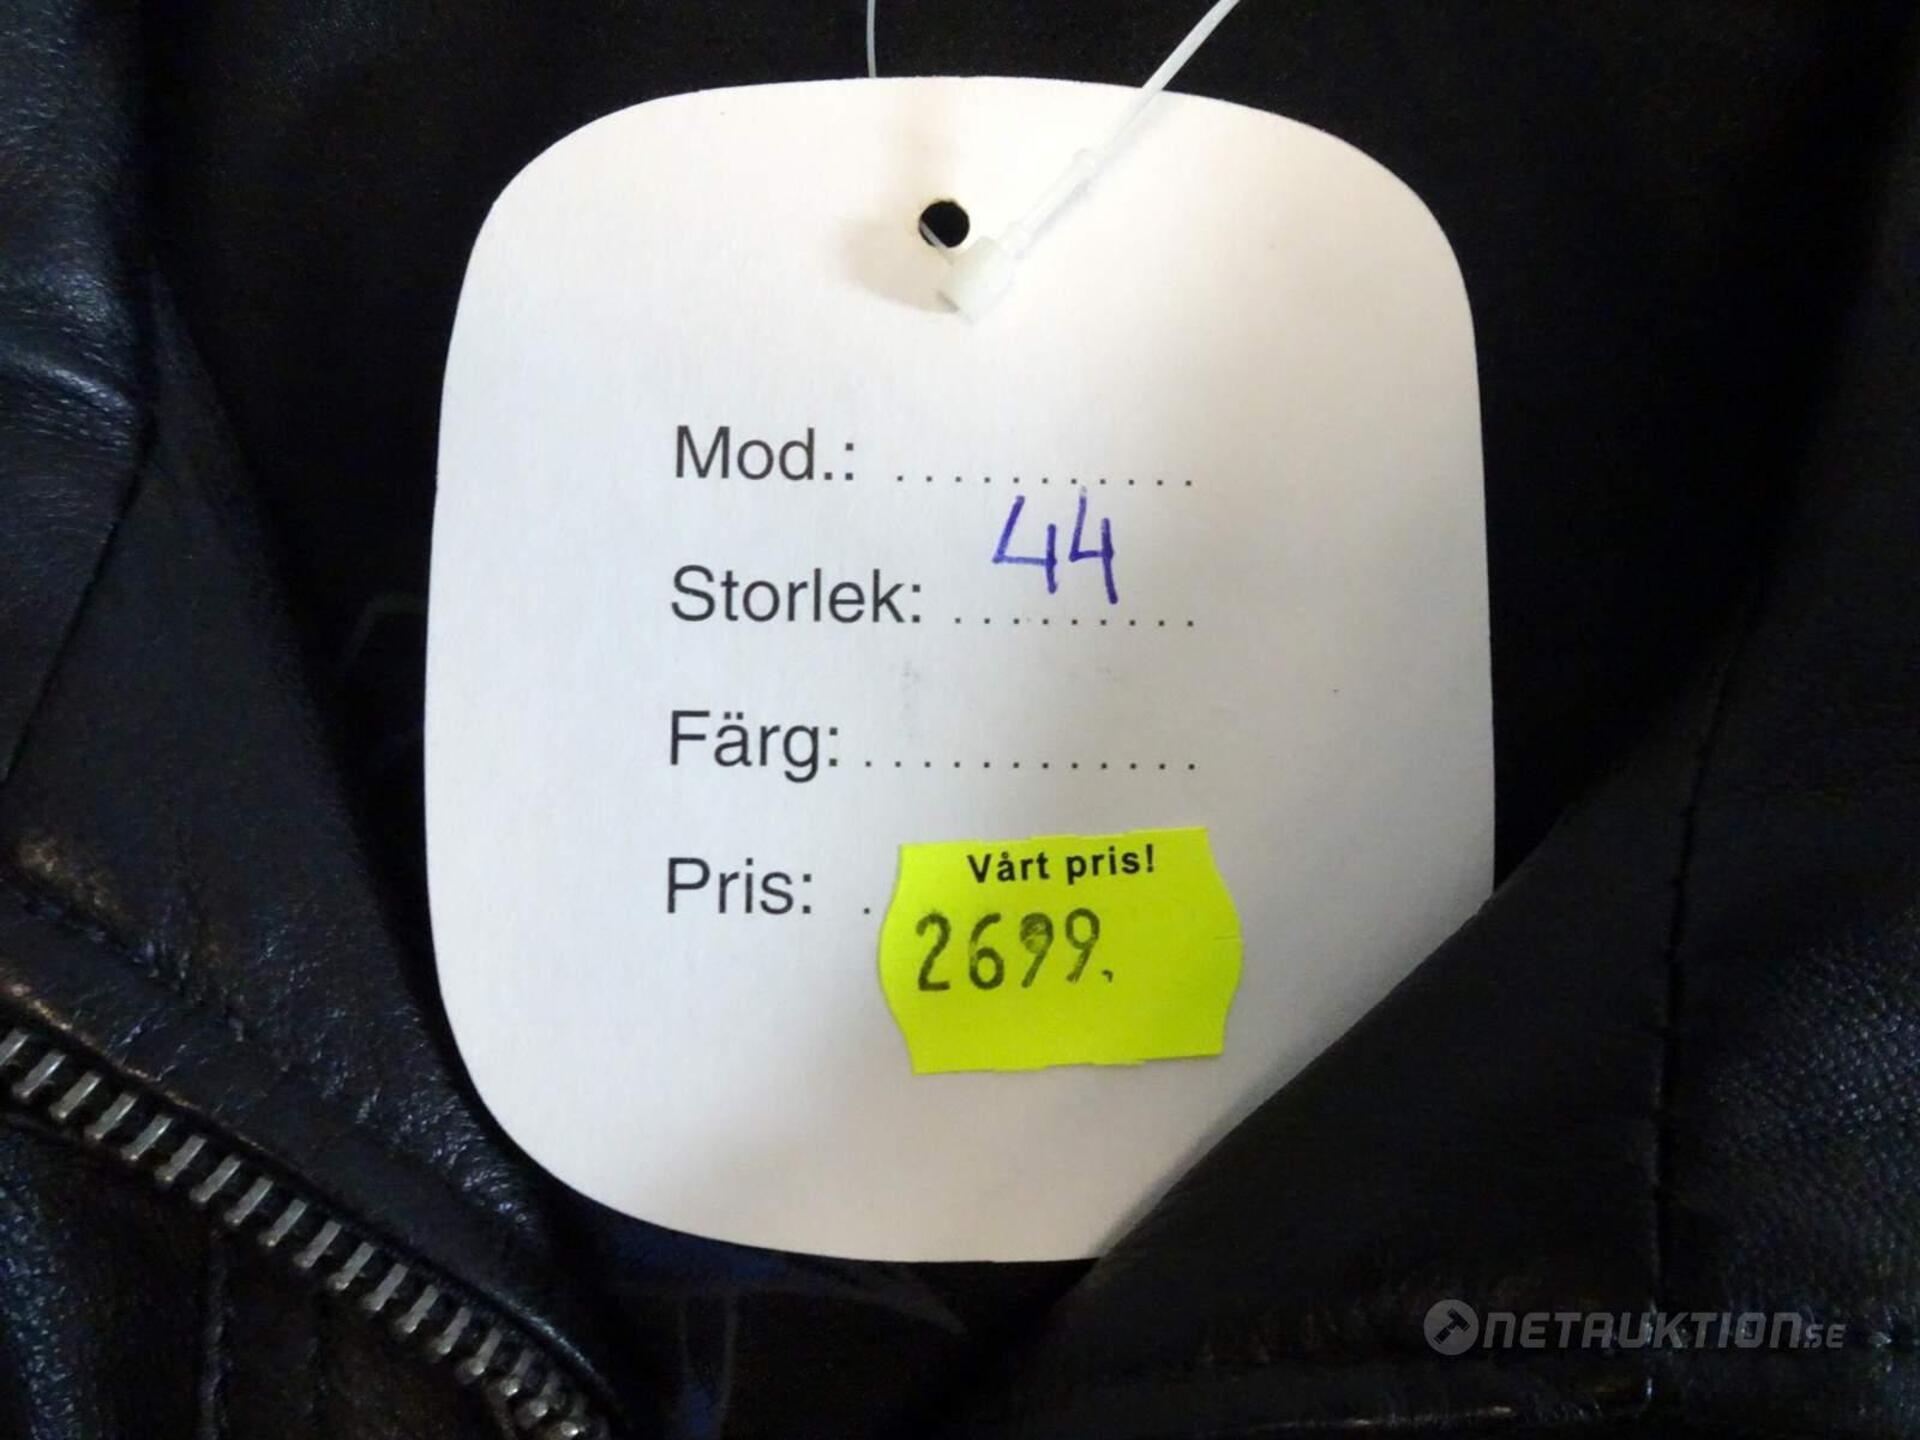 Mod.: ...........
44
Storlek: .........
Färg: ............
Pris: .
Vårt pris!
2699.
NETAUKTION.SE